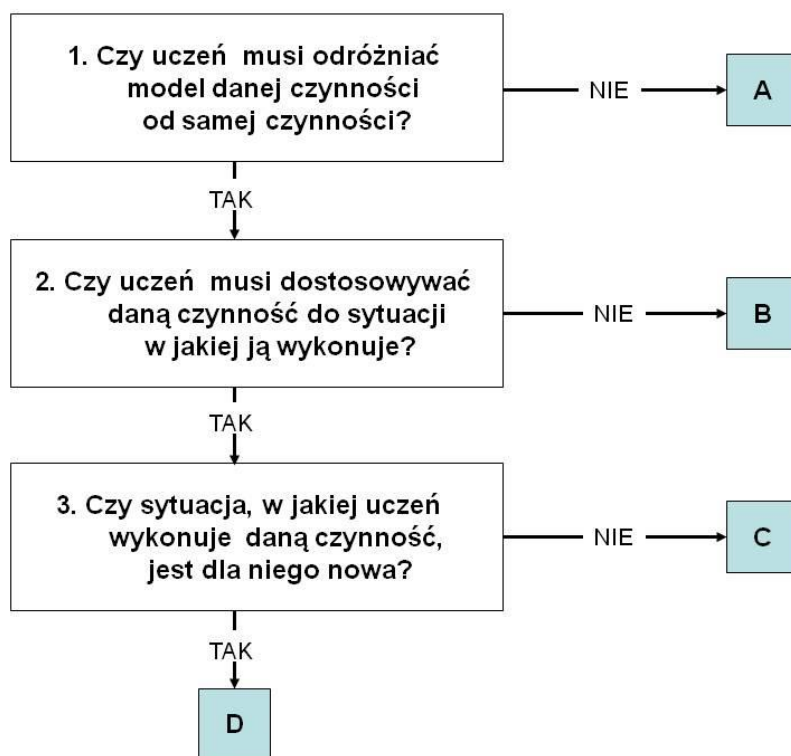 1. Czy uczeń musi odróżniać
model danej czynności
od samej czynności?
NIE
A
TAK
2. Czy uczeń musi dostosowywać
daną czynność do sytuacji
w jakiej ją wykonuje?
NIE
B
TAK
3. Czy sytuacja, w jakiej uczeń
wykonuje daną czynność,
jest dla niego nowa?
NIE
C
TAK
D